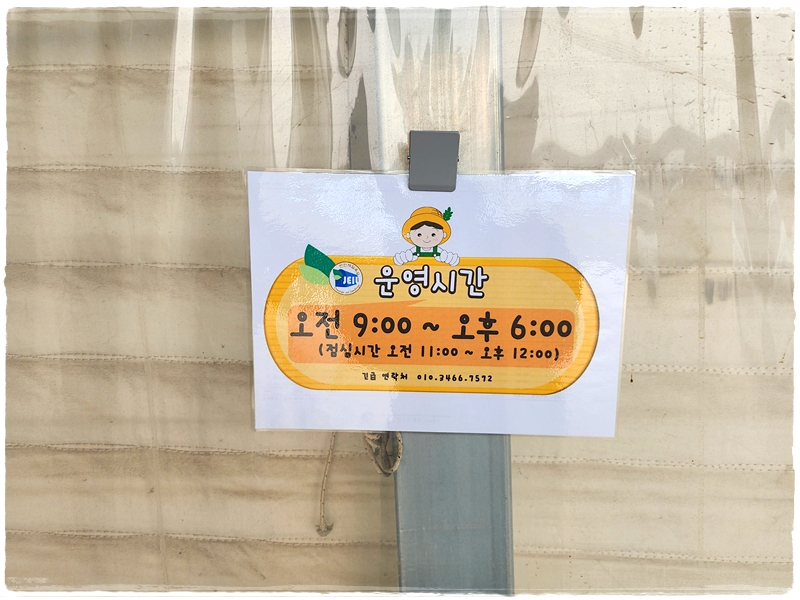 JEIL
운영시간
오전 9:00 ~ 오후 6:00
(점심시간 오전 11:00 ~ 오후 12:00)
긴급 연락처 010.3466.7572